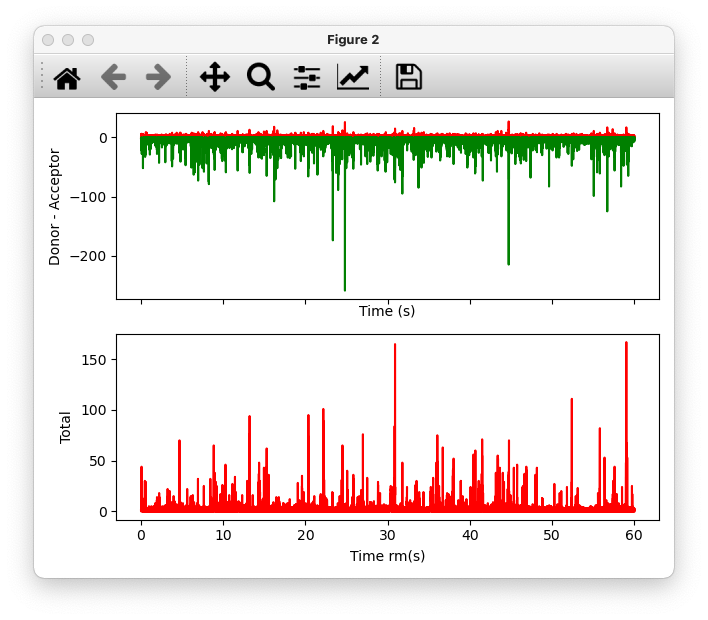 Figure 2
0
−100
−200
Donor - Acceptor
Time (s)
150
100
50
0
Total
0 10 20 30 40 50 60
Time rm(s)